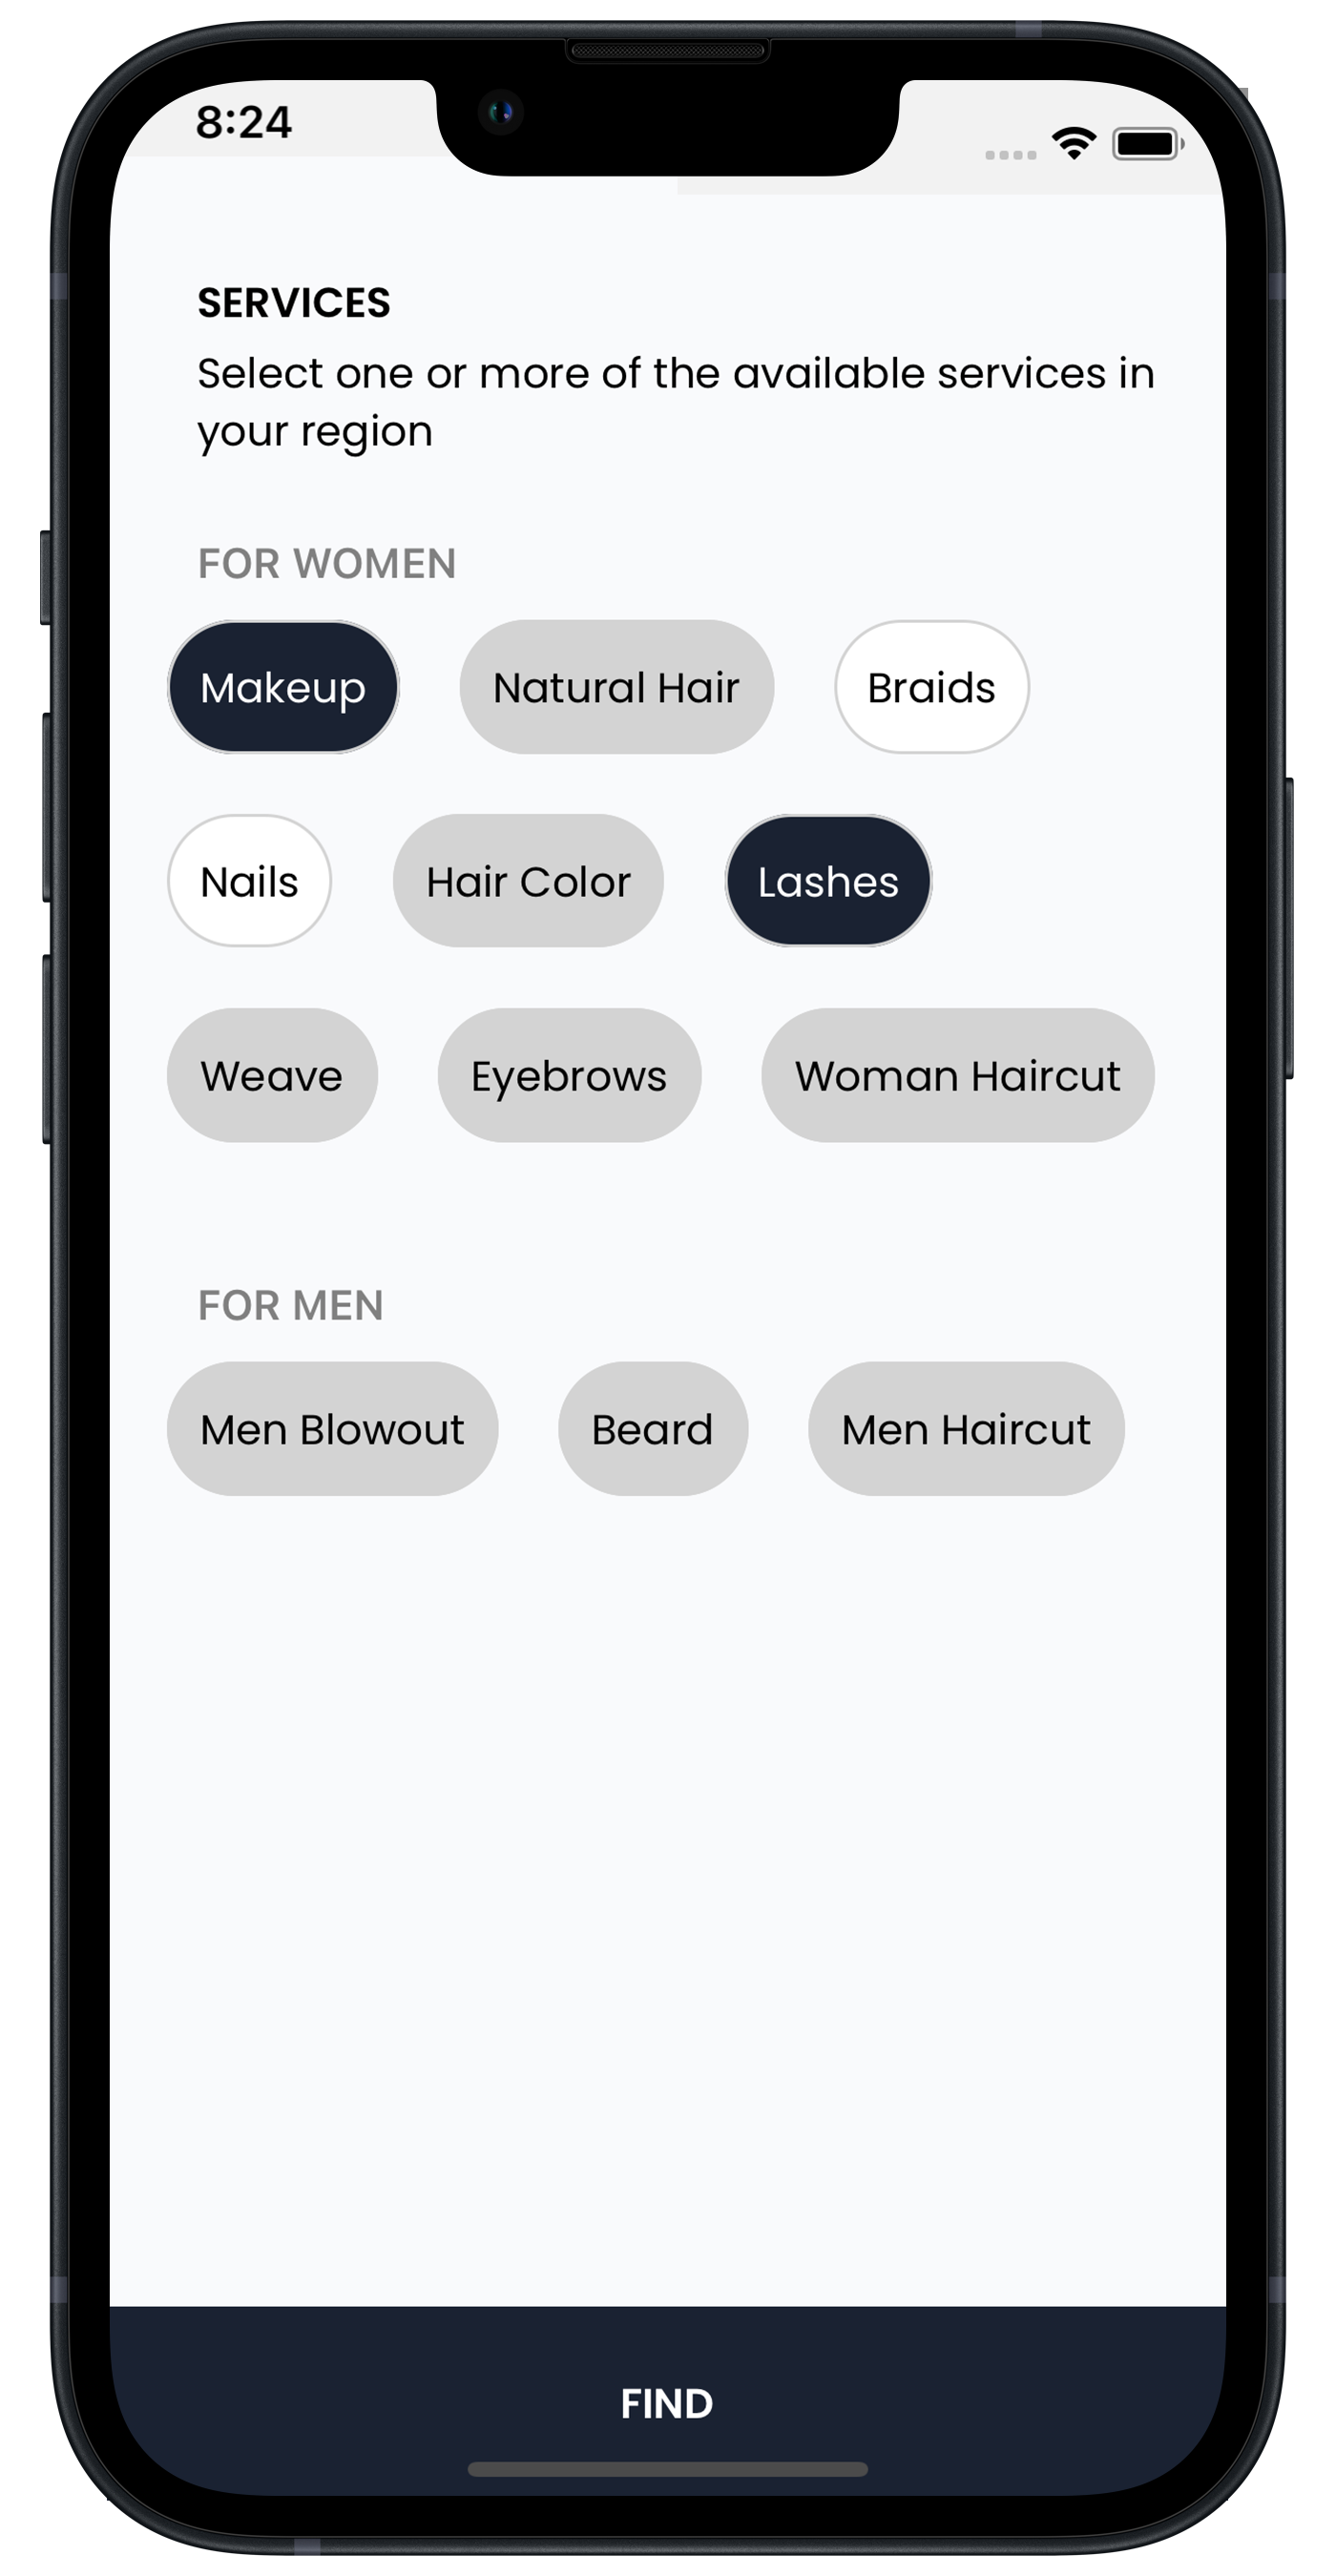 8:24
SERVICES
Select one or more of the available services in
your region
FOR WOMEN
Makeup Natural Hair Braids
Nails Hair Color Lashes
Weave Eyebrows Woman Haircut
FOR MEN
Men Blowout Beard Men Haircut
FIND